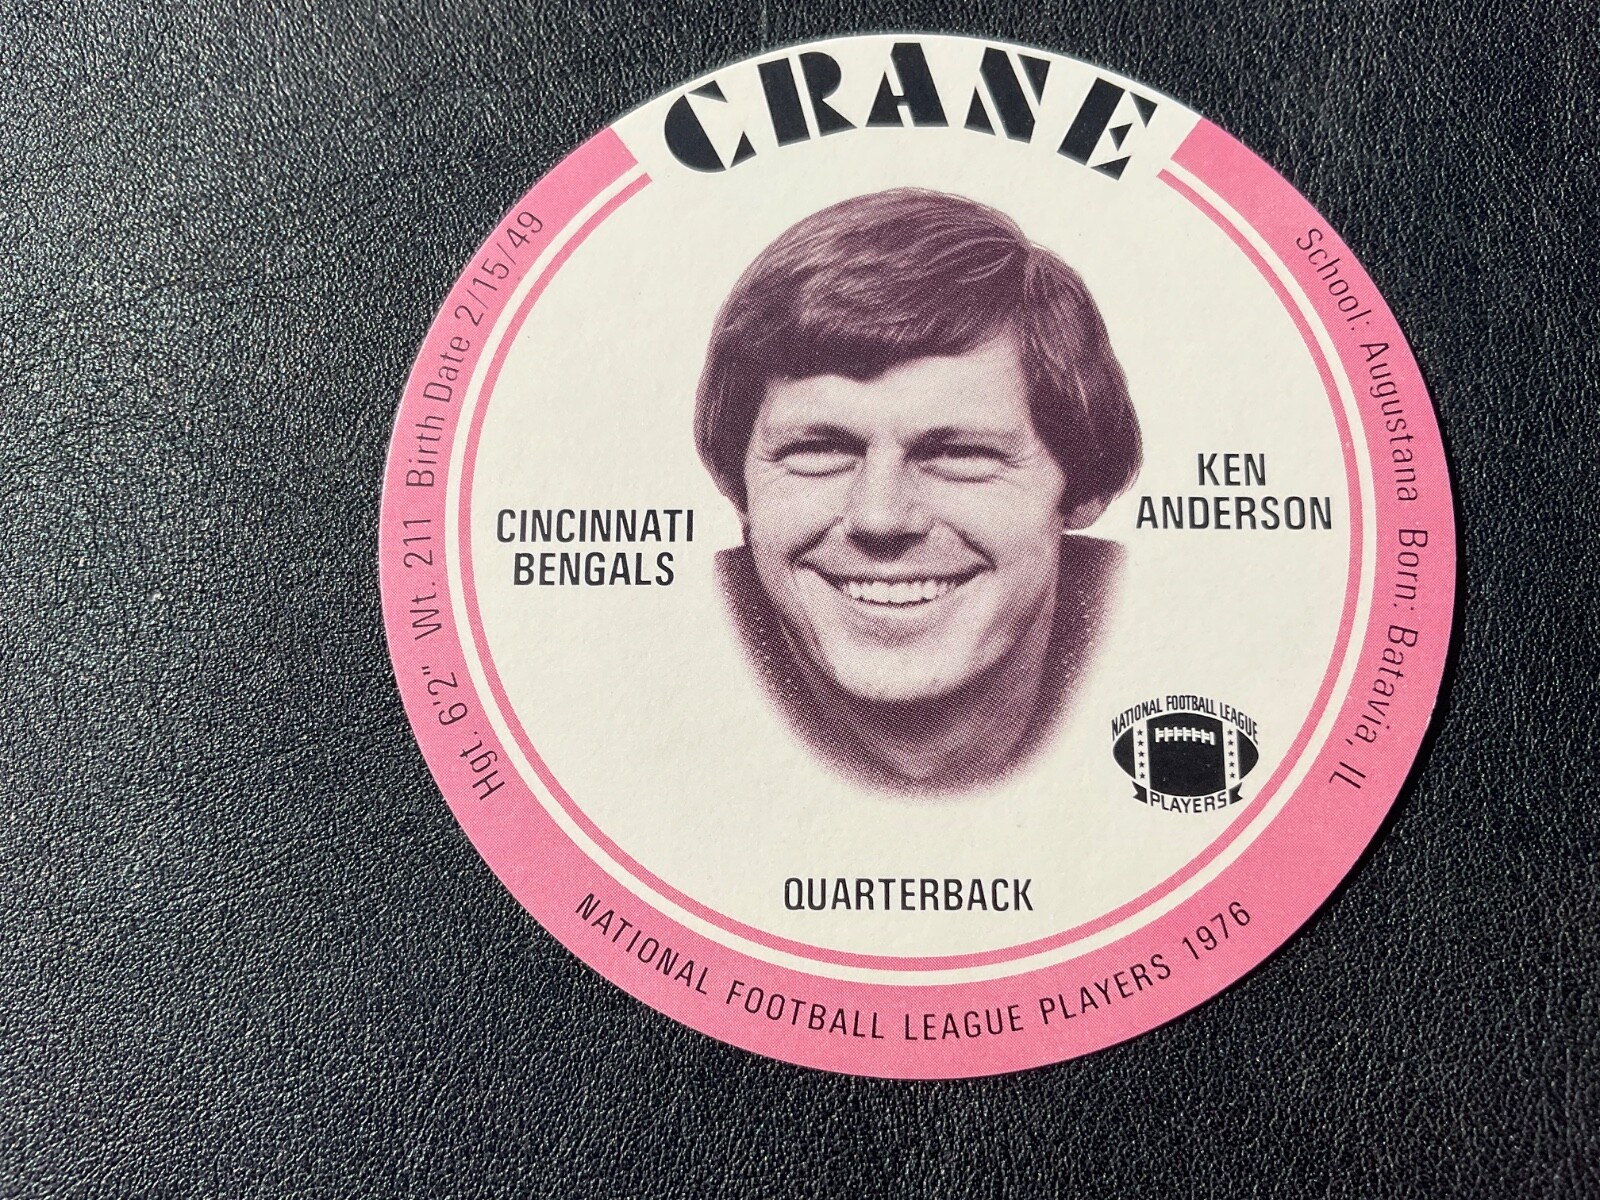 CRANE
Hgt. 6'2" Wt. 211 Birth Date 2/15/49
School: Augustana Born: Batavia, IL
CINCINNATI
BENGALS
KEN
ANDERSON
NATIONAL FOOTBALL LEAGUE
PLAYERS
QUARTERBACK
NATIONAL FOOTBALL LEAGUE PLAYERS 1976